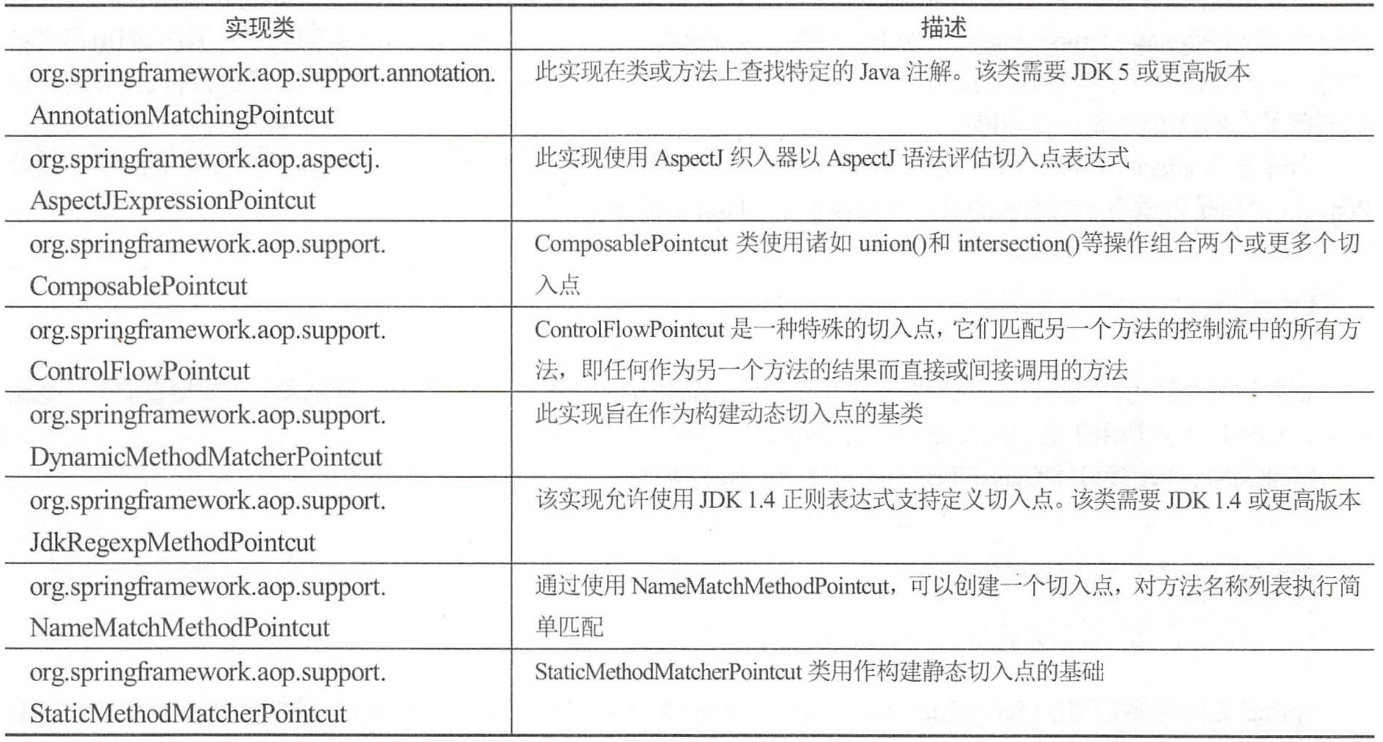 实现类 描述
org.springframework.aop.support.annotation. 此实现在类或方法上查找特定的 Java 注解。该类需要 JDK 5 或更高版本
AnnotationMatchingPointcut
org.springframework.aop.aspectj. 此实现使用 AspectJ 织入器以 AspectJ 语法评估切入点表达式
AspectJExpressionPointcut
org.springframework.aop.support. ComposablePointcut 类使用诸如 union()和 intersection()等操作组合两个或更多个切
ComposablePointcut 入点
org.springframework.aop.support. ControlFlowPointcut 是一种特殊的切入点，它们匹配另一个方法的控制流中的所有方
ControlFlowPointcut 法，即任何作为另一个方法的结果而直接或间接调用的方法
org.springframework.aop.support. 此实现旨在作为构建动态切入点的基类
DynamicMethodMatcherPointcut
org.springframework.aop.support. 该实现允许使用 JDK 1.4 正则表达式支持定义切入点。该类需要 JDK 1.4 或更高版本
JdkRegexpMethodPointcut
org.springframework.aop.support. 通过使用 NameMatchMethodPointcut，可以创建一个切入点，对方法名称列表执行简
NameMatchMethodPointcut 单匹配
org.springframework.aop.support. StaticMethodMatcherPointcut 类用作构建静态切入点的基础
StaticMethodMatcherPointcut